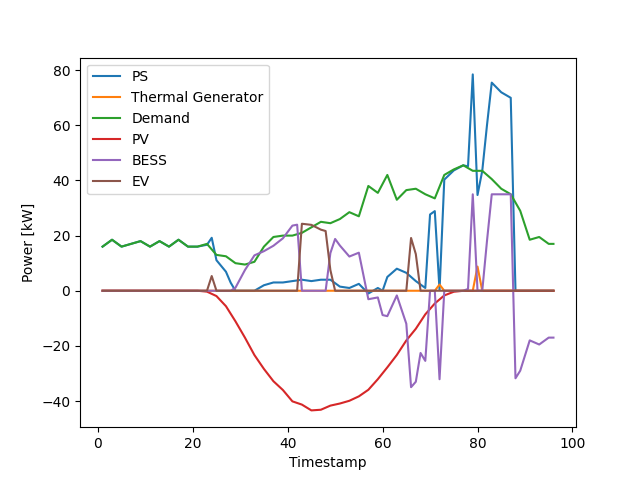 PS
Thermal Generator
Demand
PV
BESS
EV
80
60
40
20
0
−20
−40
Power [kW]
0 20 40 60 80 100
Timestamp